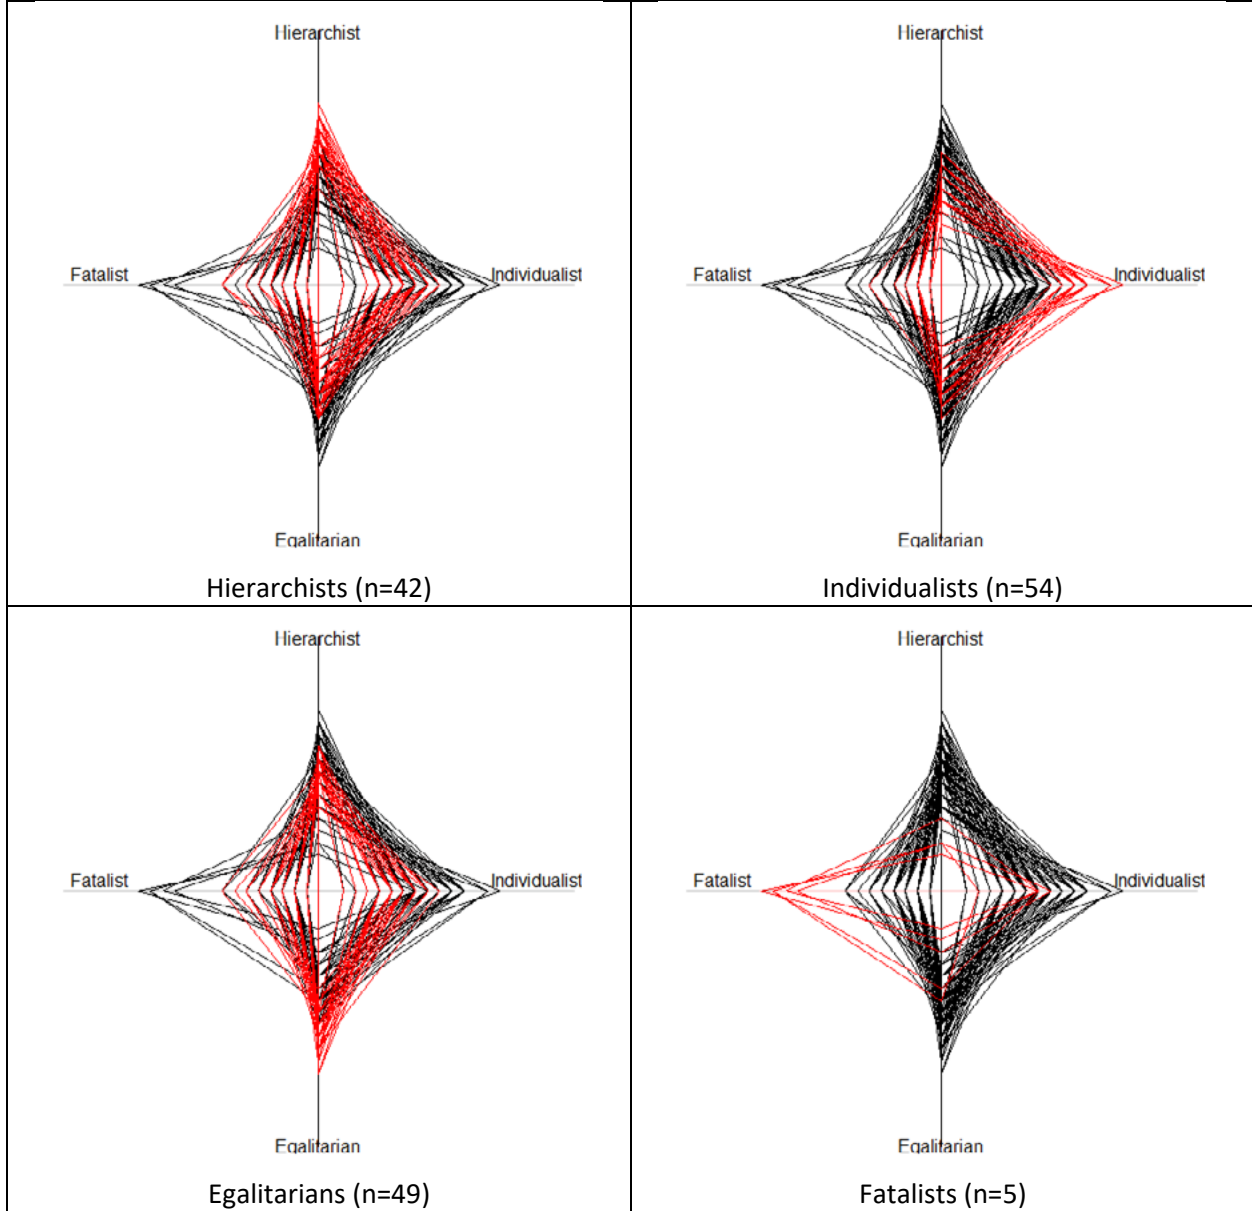 Hierarchist
Fatalist
Individualist
Egalitarian
Hierarchists (n=42)
Hierarchist
Fatalist
Individualist
Egalitarian
Individualists (n=54)
Hierarchist
Fatalist
Individualist
Egalitarian
Egalitarians (n=49)
Hierarchist
Fatalist
Individualist
Egalitarian
Fatalists (n=5)